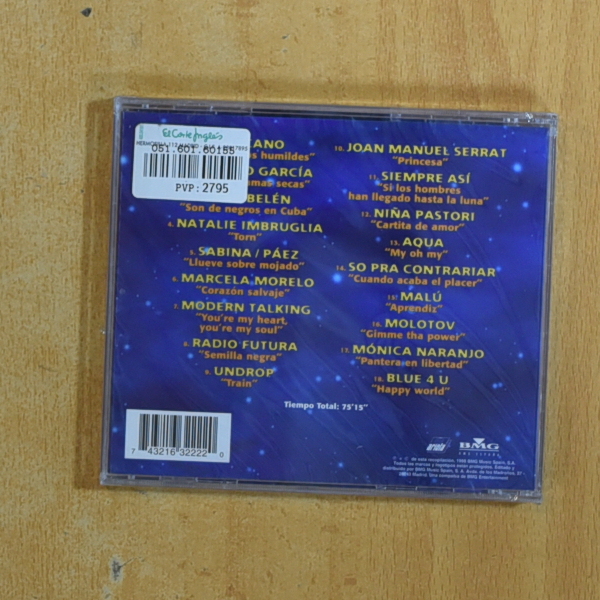 El Corte Inglés
051.601.60155
PVP: 2795
LANO
os humildes"
O GARCÍA
mas secas"
BELÉN
"Son de negros en Cuba"
4. NATALIE IMBRUGLIA
"Torn"
5. SABINA / PÁEZ
"Llueve sobre mojado"
6. MARCELA MORELO
"Corazón salvaje"
7. MODERN TALKING
"You're my heart,
you're my soul"
8. RADIO FUTURA
"Semilla negra"
9. UNDROP
"Train"
10. JOAN MANUEL SERRAT
"Princesa"
11. SIEMPRE ASÍ
"Si los hombres
han llegado hasta la luna"
12. NIÑA PASTORI
"Cartita de amor"
13. AQUA
"My oh my"
14. SO PRA CONTRARIAR
"Cuando acaba el placer"
15. MALÚ
"Aprendiz"
16. MOLOTOV
"Gimme tha power"
17. MÓNICA NARANJO
"Pantera en libertad"
18. BLUE 4 U
"Happy world"
Tiempo Total: 75'15"
7 43216 32222 0
ariola
BMG